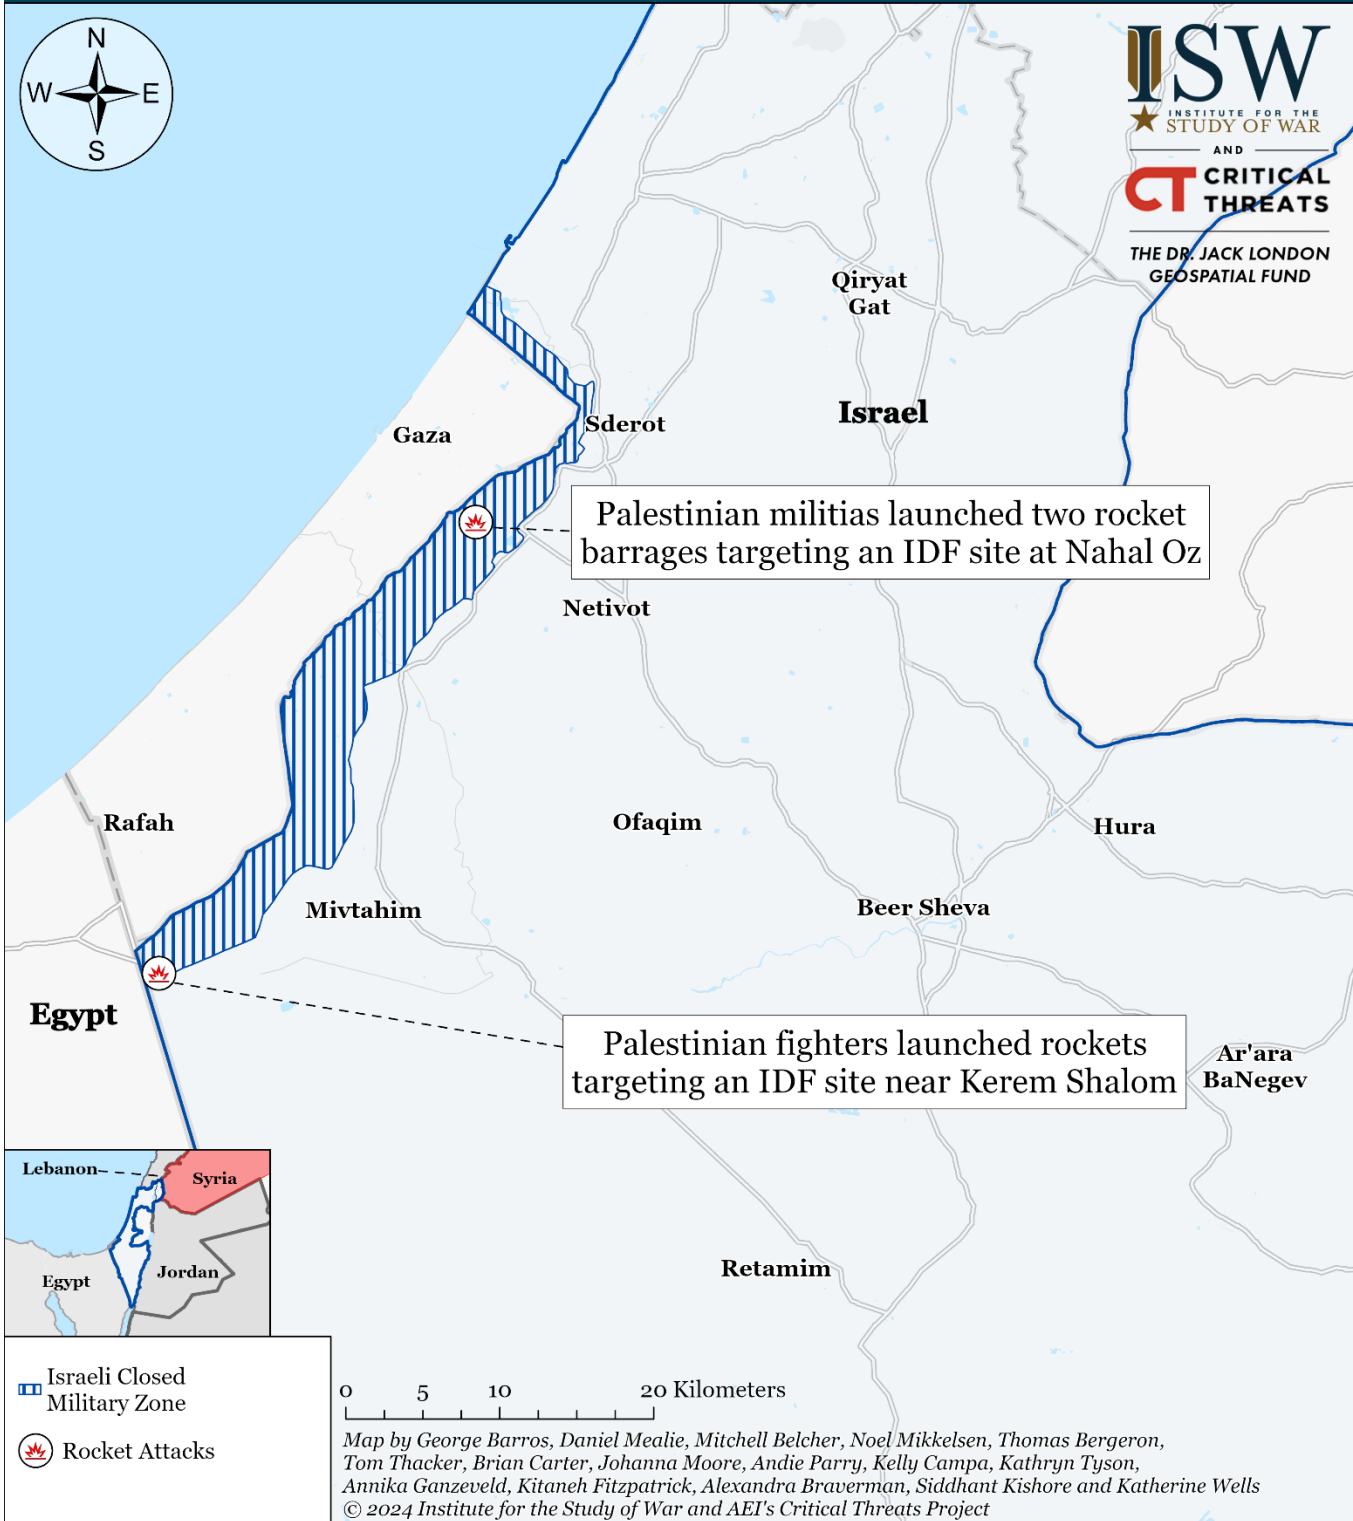 N
W
E
S
ISW
INSTITUTE FOR THE
STUDY OF WAR
AND
CT CRITICAL
THREATS
THE DR. JACK LONDON
GEOSPATIAL FUND
Qiryat
Gat
Israel
Gaza
Sderot
Palestinian militias launched two rocket
barrages targeting an IDF site at Nahal Oz
Netivot
Rafah
Ofaqim
Hura
Mivtahim
Beer Sheva
Egypt
Palestinian fighters launched rockets
targeting an IDF site near Kerem Shalom
Ar'ara
BaNegev
Lebanon
Syria
Egypt
Jordan
Retamim
Israeli Closed
Military Zone
Rocket Attacks
0 5 10 20 Kilometers
Map by George Barros, Daniel Mealie, Mitchell Belcher, Noel Mikkelsen, Thomas Bergeron,
Tom Thacker, Brian Carter, Johanna Moore, Andie Parry, Kelly Campa, Kathryn Tyson,
Annika Ganzeveld, Kitaneh Fitzpatrick, Alexandra Braverman, Siddhant Kishore and Katherine Wells
© 2024 Institute for the Study of War and AEI's Critical Threats Project